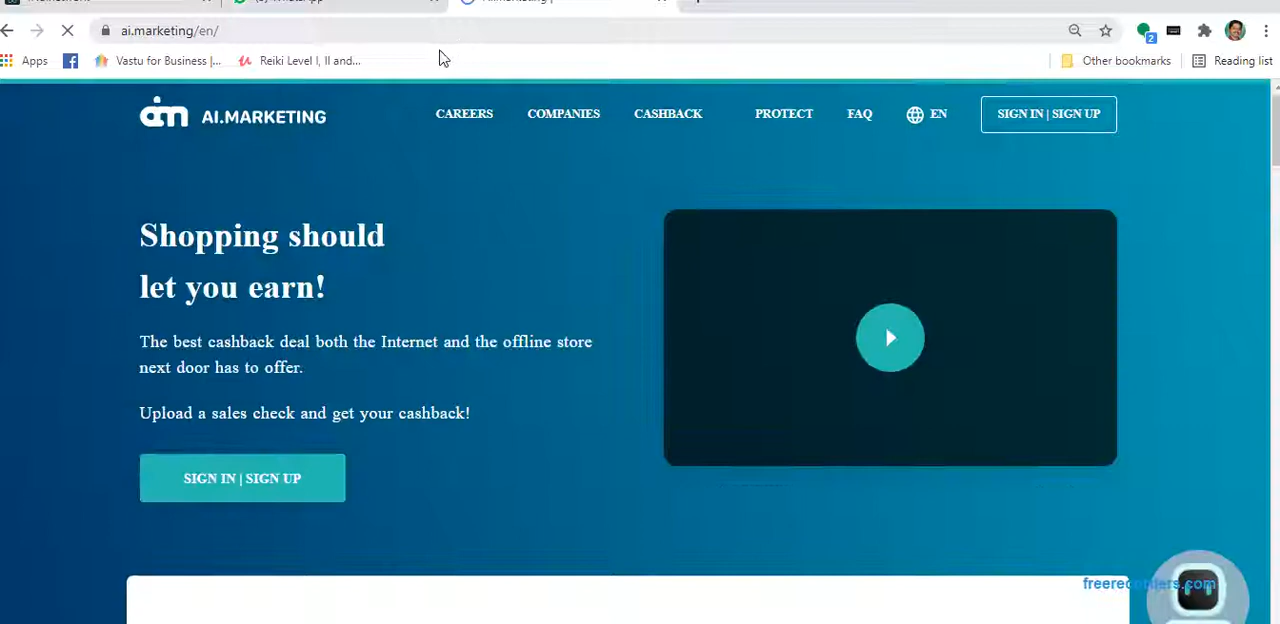 ai.marketing/en/
2
Apps
Vastu for Business |...
Reiki Level I, II and...
Other bookmarks
Reading list
am AI.MARKETING
CAREERS
COMPANIES
CASHBACK
PROTECT
FAQ
EN
SIGN IN | SIGN UP
Shopping should
let you earn!
The best cashback deal both the Internet and the offline store
next door has to offer.
Upload a sales check and get your cashback!
SIGN IN | SIGN UP